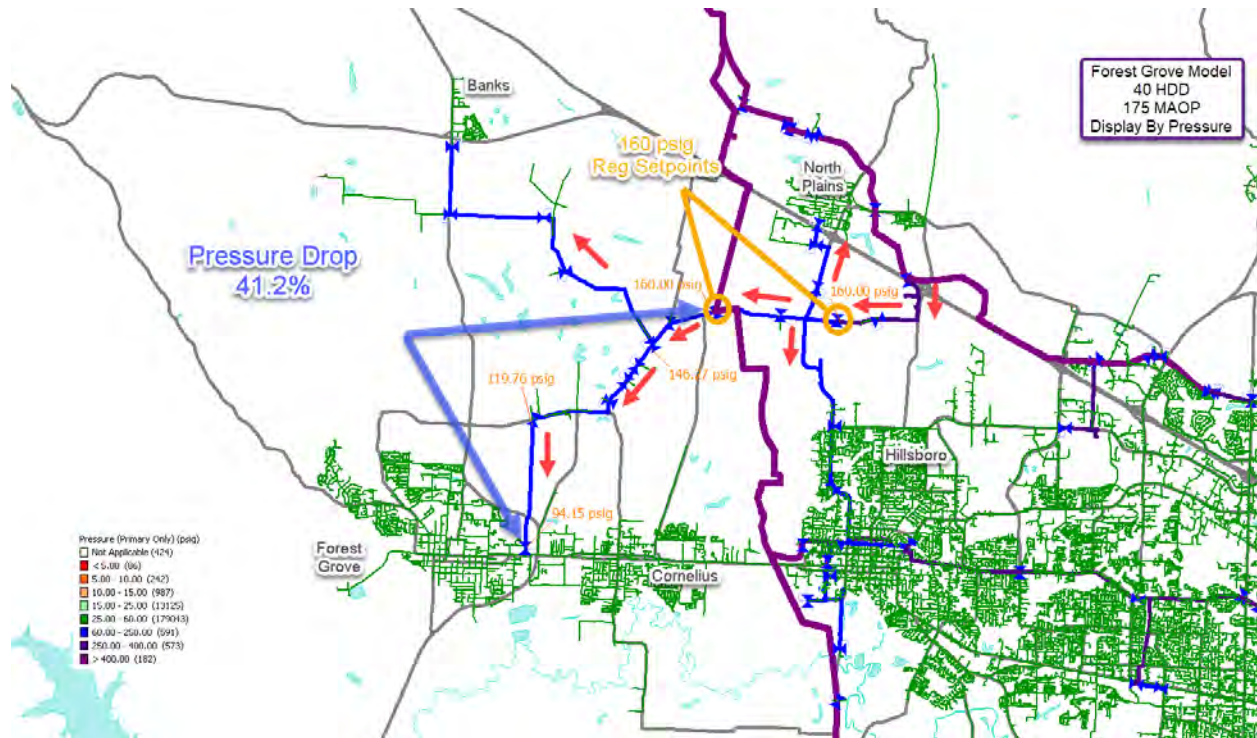 Banks
Forest Grove Model
40 HDD
175 MAOP
Display By Pressure
160 psig
Reg Setpoints
North
Plains
Pressure Drop
41.2%
160.00 psig
160.00 psig
146.17 psig
119.76 psig
Hillsboro
94.15 psig
Forest
Grove
Cornelius
Pressure (Primary Only) (psig)
Not Applicable (424)
< 5.00 (86)
5.00 - 10.00 (242)
10.00 - 15.00 (987)
15.00 - 25.00 (13125)
25.00 - 60.00 (179043)
60.00 - 250.00 (591)
250.00 - 400.00 (573)
> 400.00 (182)